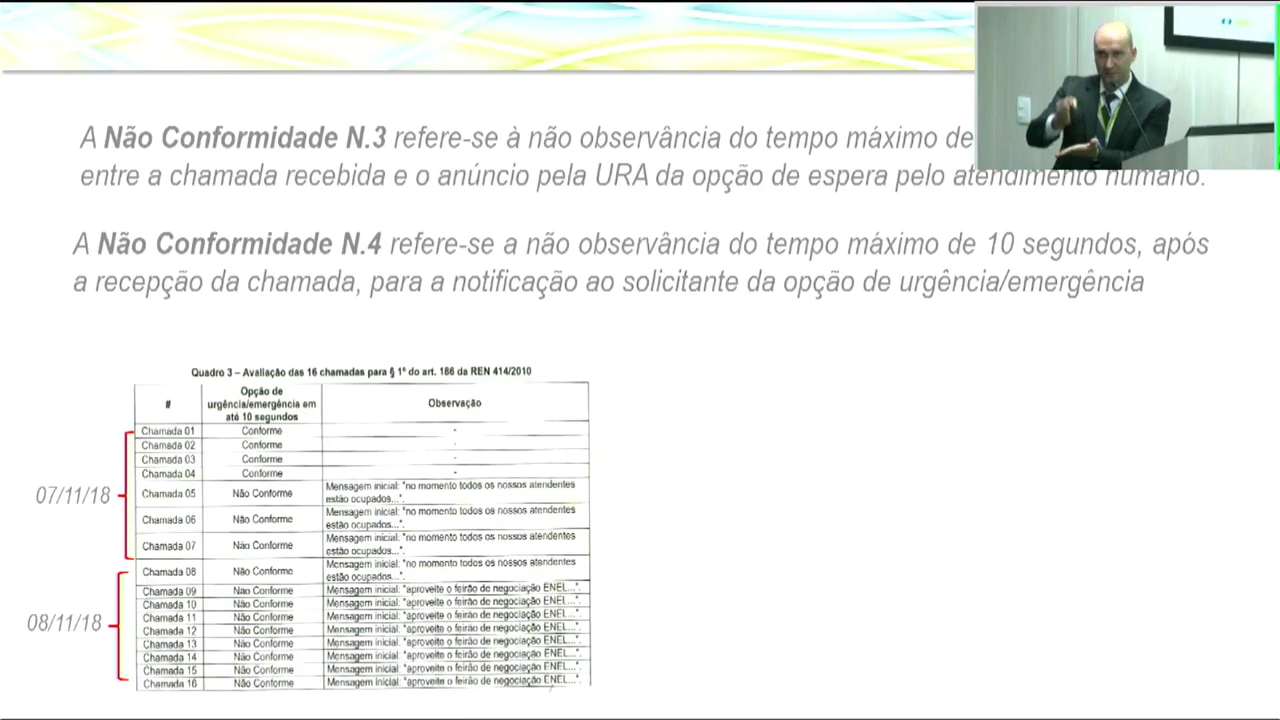 A Não Conformidade N.3 refere-se à não observância do tempo máximo de
entre a chamada recebida e o anúncio pela URA da opção de espera pelo atendimento humano.
A Não Conformidade N.4 refere-se a não observância do tempo máximo de 10 segundos, após
a recepção da chamada, para a notificação ao solicitante da opção de urgência/emergência
Quadro 3 – Avaliação das 16 chamadas para § 1º do art. 186 da REN 414/2010
# Opção de urgência/emergência em até 10 segundos Observação
Chamada 01 Conforme -
Chamada 02 Conforme -
Chamada 03 Conforme -
Chamada 04 Conforme -
07/11/18
Chamada 05 Não Conforme Mensagem inicial: "no momento todos os nossos atendentes
estão ocupados...".
Chamada 06 Não Conforme Mensagem inicial: "no momento todos os nossos atendentes
estão ocupados...".
Chamada 07 Não Conforme Mensagem inicial: "no momento todos os nossos atendentes
estão ocupados...".
Chamada 08 Não Conforme Mensagem inicial: "no momento todos os nossos atendentes
estão ocupados...".
Chamada 09 Não Conforme Mensagem inicial: "aproveite o feirão de negociação ENEL...".
Chamada 10 Não Conforme Mensagem inicial: "aproveite o feirão de negociação ENEL...".
Chamada 11 Não Conforme Mensagem inicial: "aproveite o feirão de negociação ENEL...".
08/11/18
Chamada 12 Não Conforme Mensagem inicial: "aproveite o feirão de negociação ENEL...".
Chamada 13 Não Conforme Mensagem inicial: "aproveite o feirão de negociação ENEL...".
Chamada 14 Não Conforme Mensagem inicial: "aproveite o feirão de negociação ENEL...".
Chamada 15 Não Conforme Mensagem inicial: "aproveite o feirão de negociação ENEL...".
Chamada 16 Não Conforme Mensagem inicial: "aproveite o feirão de negociação ENEL...".